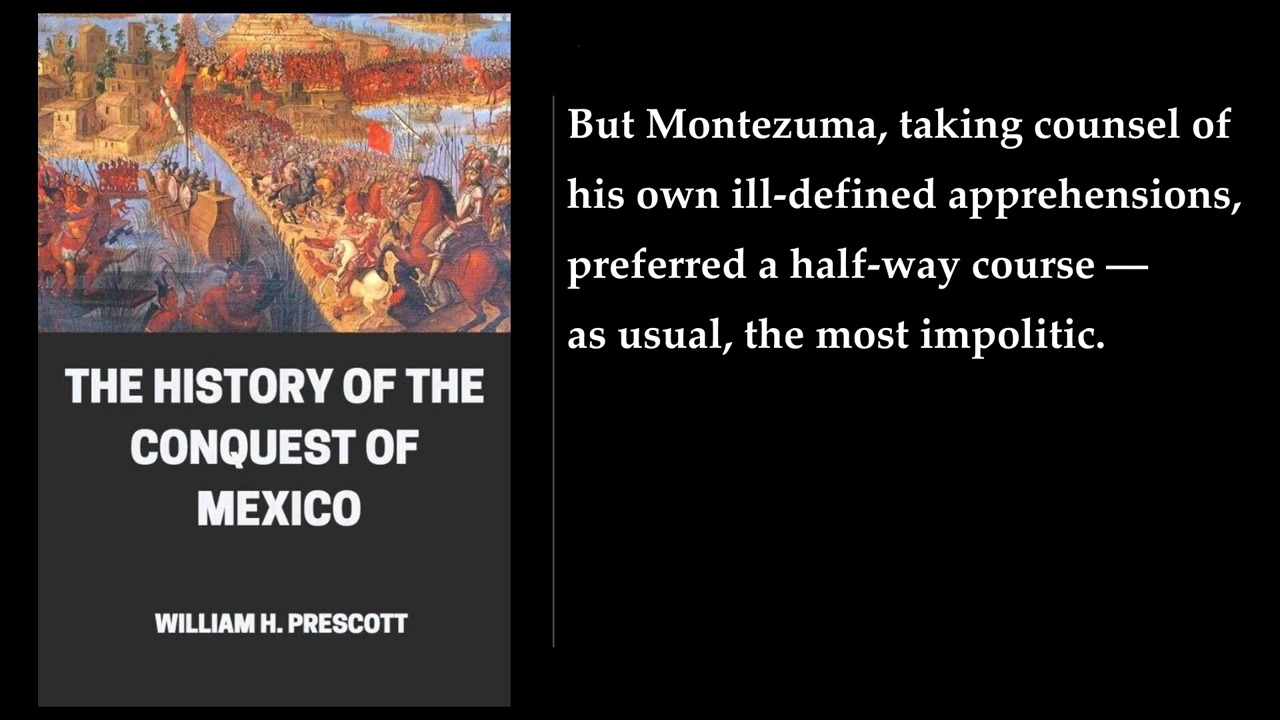 THE HISTORY OF THE
CONQUEST OF
MEXICO
WILLIAM H. PRESCOTT
But Montezuma, taking counsel of
his own ill-defined apprehensions,
preferred a half-way course —
as usual, the most impolitic.